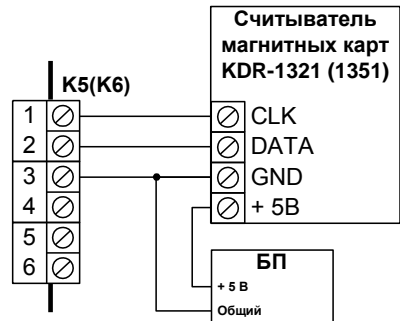 Считыватель
магнитных карт
KDR-1321 (1351)
K5(K6)
1
2
3
4
5
6
CLK
DATA
GND
+ 5В
БП
+ 5 В
Общий